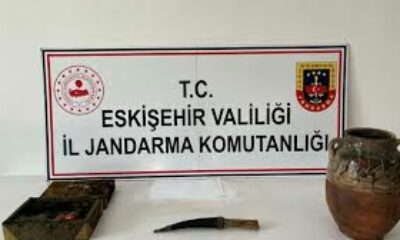 T.C.
ESKİŞEHİR VALİLİĞİ
İL JANDARMA KOMUTANLIĞI